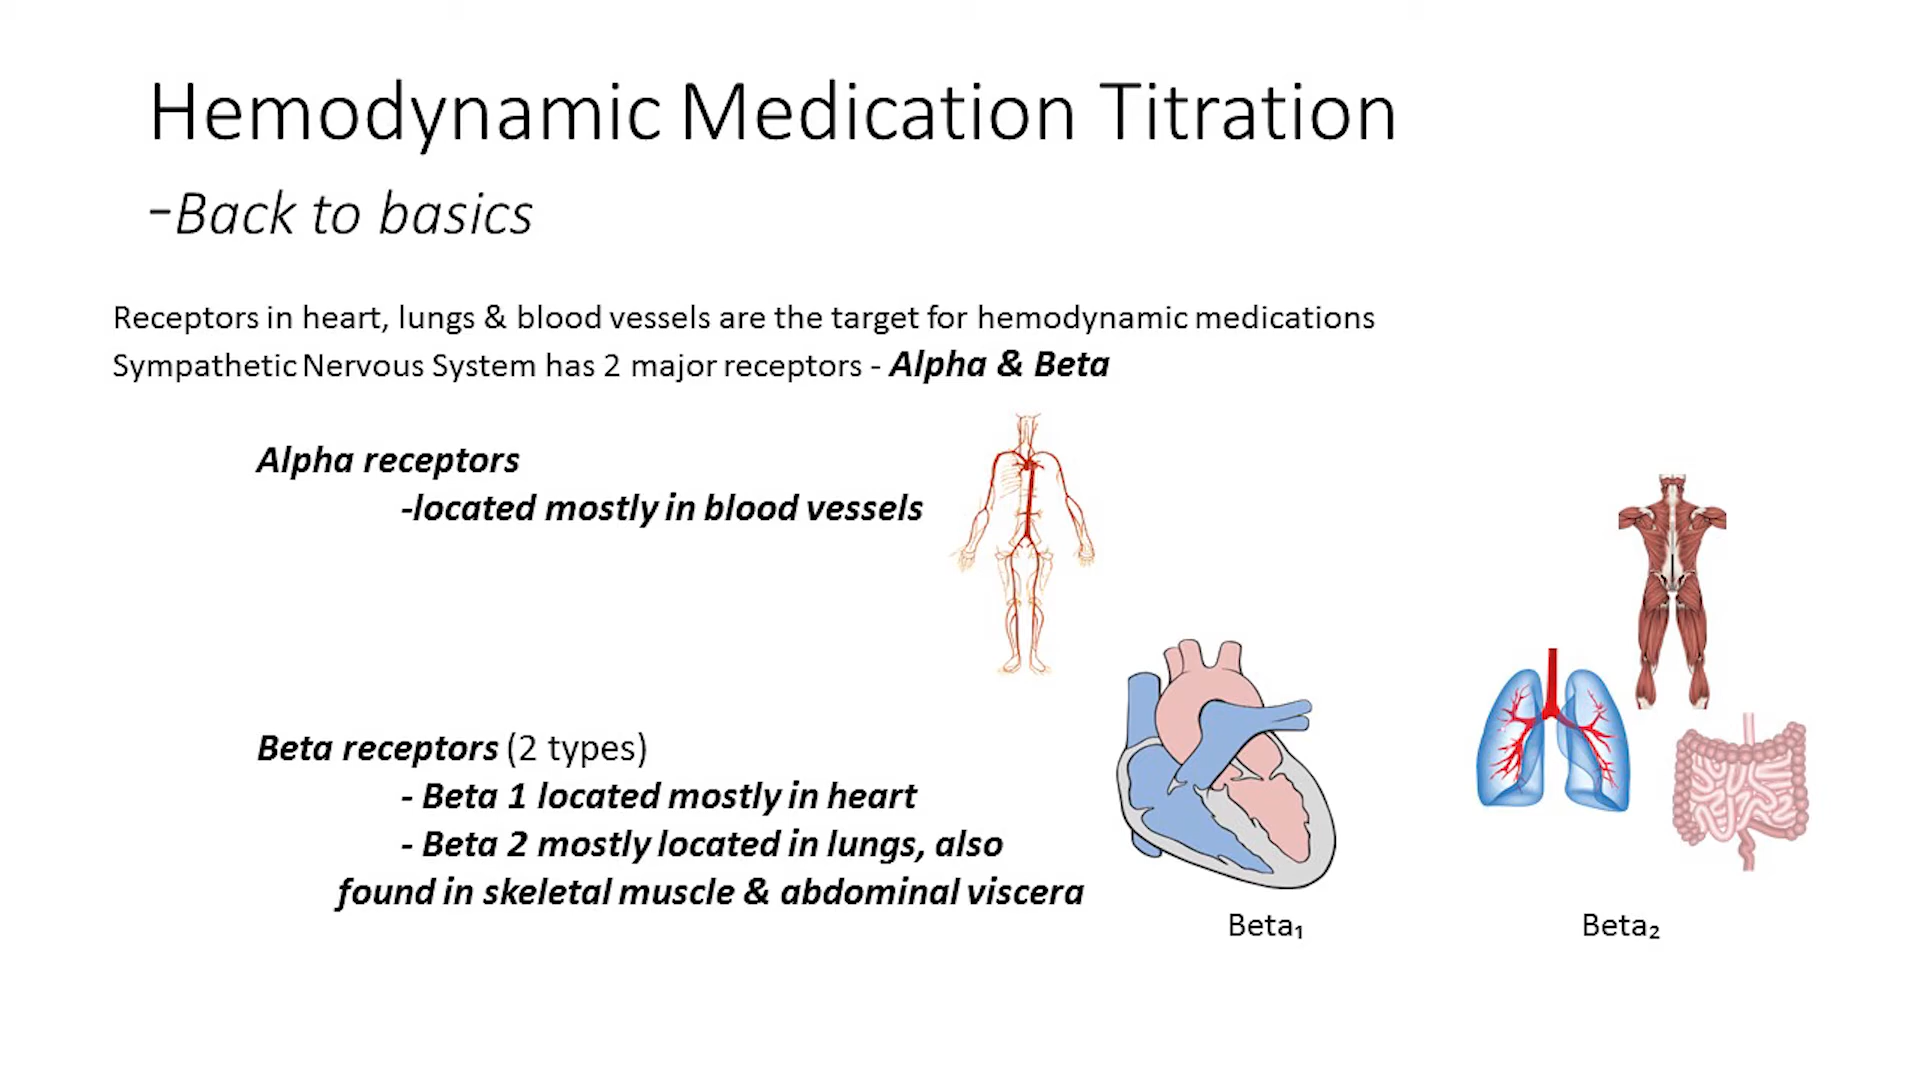 Hemodynamic Medication Titration
-Back to basics
Receptors in heart, lungs & blood vessels are the target for hemodynamic medications
Sympathetic Nervous System has 2 major receptors - Alpha & Beta
Alpha receptors
-located mostly in blood vessels
Beta receptors (2 types)
- Beta 1 located mostly in heart
- Beta 2 mostly located in lungs, also
found in skeletal muscle & abdominal viscera
Beta₁
Beta₂